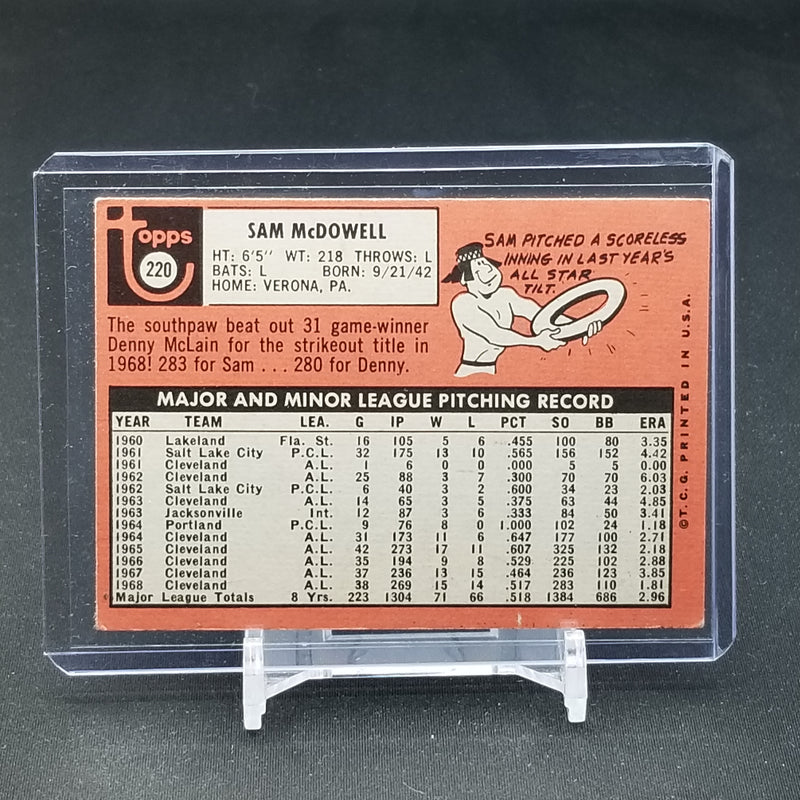 topps
220
SAM McDOWELL
HT: 6'5" WT: 218 THROWS: L
BATS: L BORN: 9/21/42
HOME: VERONA, PA.
SAM PITCHED A SCORELESS
INNING IN LAST YEAR'S
ALL STAR
TILT.
The southpaw beat out 31 game-winner
Denny McLain for the strikeout title in
1968! 283 for Sam . . . 280 for Denny.
MAJOR AND MINOR LEAGUE PITCHING RECORD
YEAR TEAM LEA. G IP W L PCT SO BB ERA
1960 Lakeland Fla. St. 16 105 5 6 .455 100 80 3.35
1961 Salt Lake City P.C.L. 32 175 13 10 .565 156 152 4.42
1961 Cleveland A.L. 1 6 0 0 .000 5 5 0.00
1962 Cleveland A.L. 25 88 3 7 .300 70 70 6.03
1962 Salt Lake City P.C.L. 6 40 3 2 .600 34 23 2.03
1963 Cleveland A.L. 14 65 3 5 .375 63 44 4.85
1963 Jacksonville Int. 12 87 3 6 .333 84 50 3.41
1964 Portland P.C.L. 9 76 8 0 1.000 102 24 1.18
1964 Cleveland A.L. 31 173 11 6 .647 177 100 2.71
1965 Cleveland A.L. 42 273 17 11 .607 325 132 2.18
1966 Cleveland A.L. 35 194 9 8 .529 225 102 2.88
1967 Cleveland A.L. 37 236 13 15 .464 236 123 3.85
1968 Cleveland A.L. 38 269 15 14 .517 283 110 1.81
Major League Totals 8 Yrs. 223 1304 71 66 .518 1384 686 2.96
©T.C.G. PRINTED IN U.S.A.